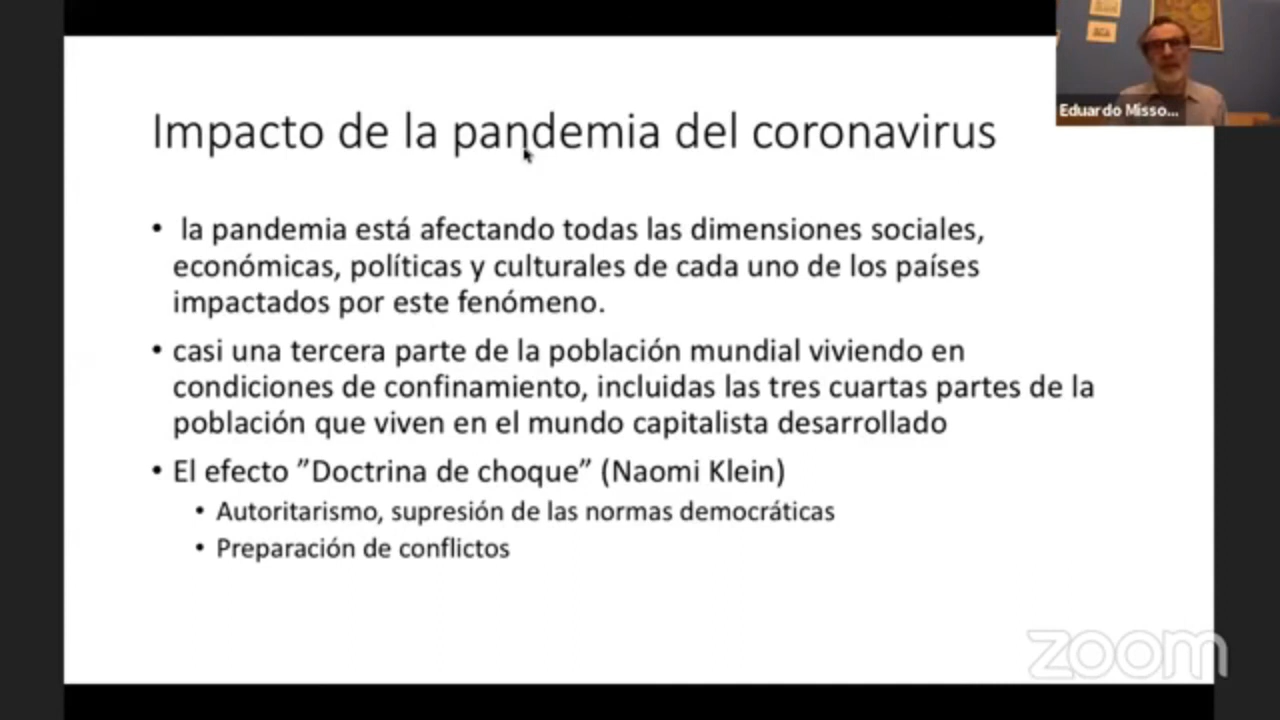 Eduardo Misso...
Impacto de la pandemia del coronavirus
• la pandemia está afectando todas las dimensiones sociales,
económicas, políticas y culturales de cada uno de los países
impactados por este fenómeno.
• casi una tercera parte de la población mundial viviendo en
condiciones de confinamiento, incluidas las tres cuartas partes de la
población que viven en el mundo capitalista desarrollado
• El efecto ”Doctrina de choque” (Naomi Klein)
• Autoritarismo, supresión de las normas democráticas
• Preparación de conflictos
zoom